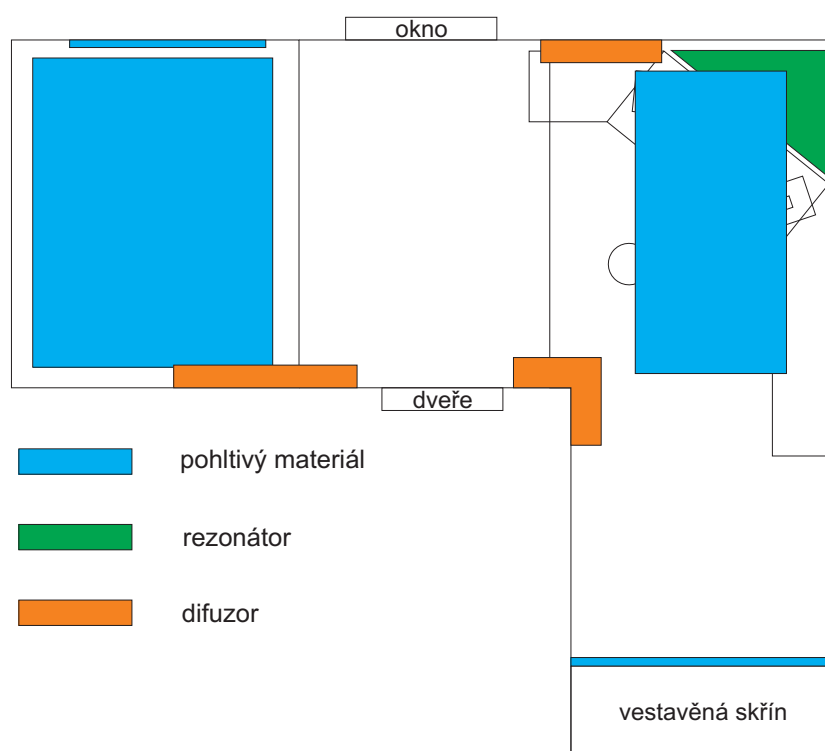 okno
dveře
pohltivý materiál
rezonátor
difuzor
vestavěná skřín